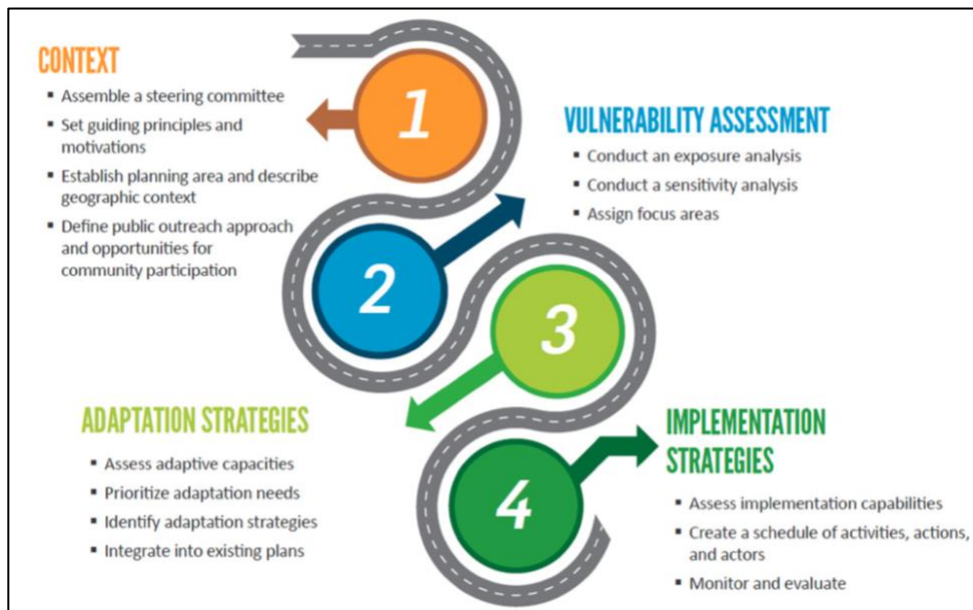 CONTEXT
▪ Assemble a steering committee
▪ Set guiding principles and
motivations
▪ Establish planning area and describe
geographic context
▪ Define public outreach approach
and opportunities for
community participation
1
VULNERABILITY ASSESSMENT
▪ Conduct an exposure analysis
▪ Conduct a sensitivity analysis
▪ Assign focus areas
2
3
ADAPTATION STRATEGIES
▪ Assess adaptive capacities
▪ Prioritize adaptation needs
▪ Identify adaptation strategies
▪ Integrate into existing plans
4
IMPLEMENTATION
STRATEGIES
▪ Assess implementation capabilities
▪ Create a schedule of activities, actions,
and actors
▪ Monitor and evaluate